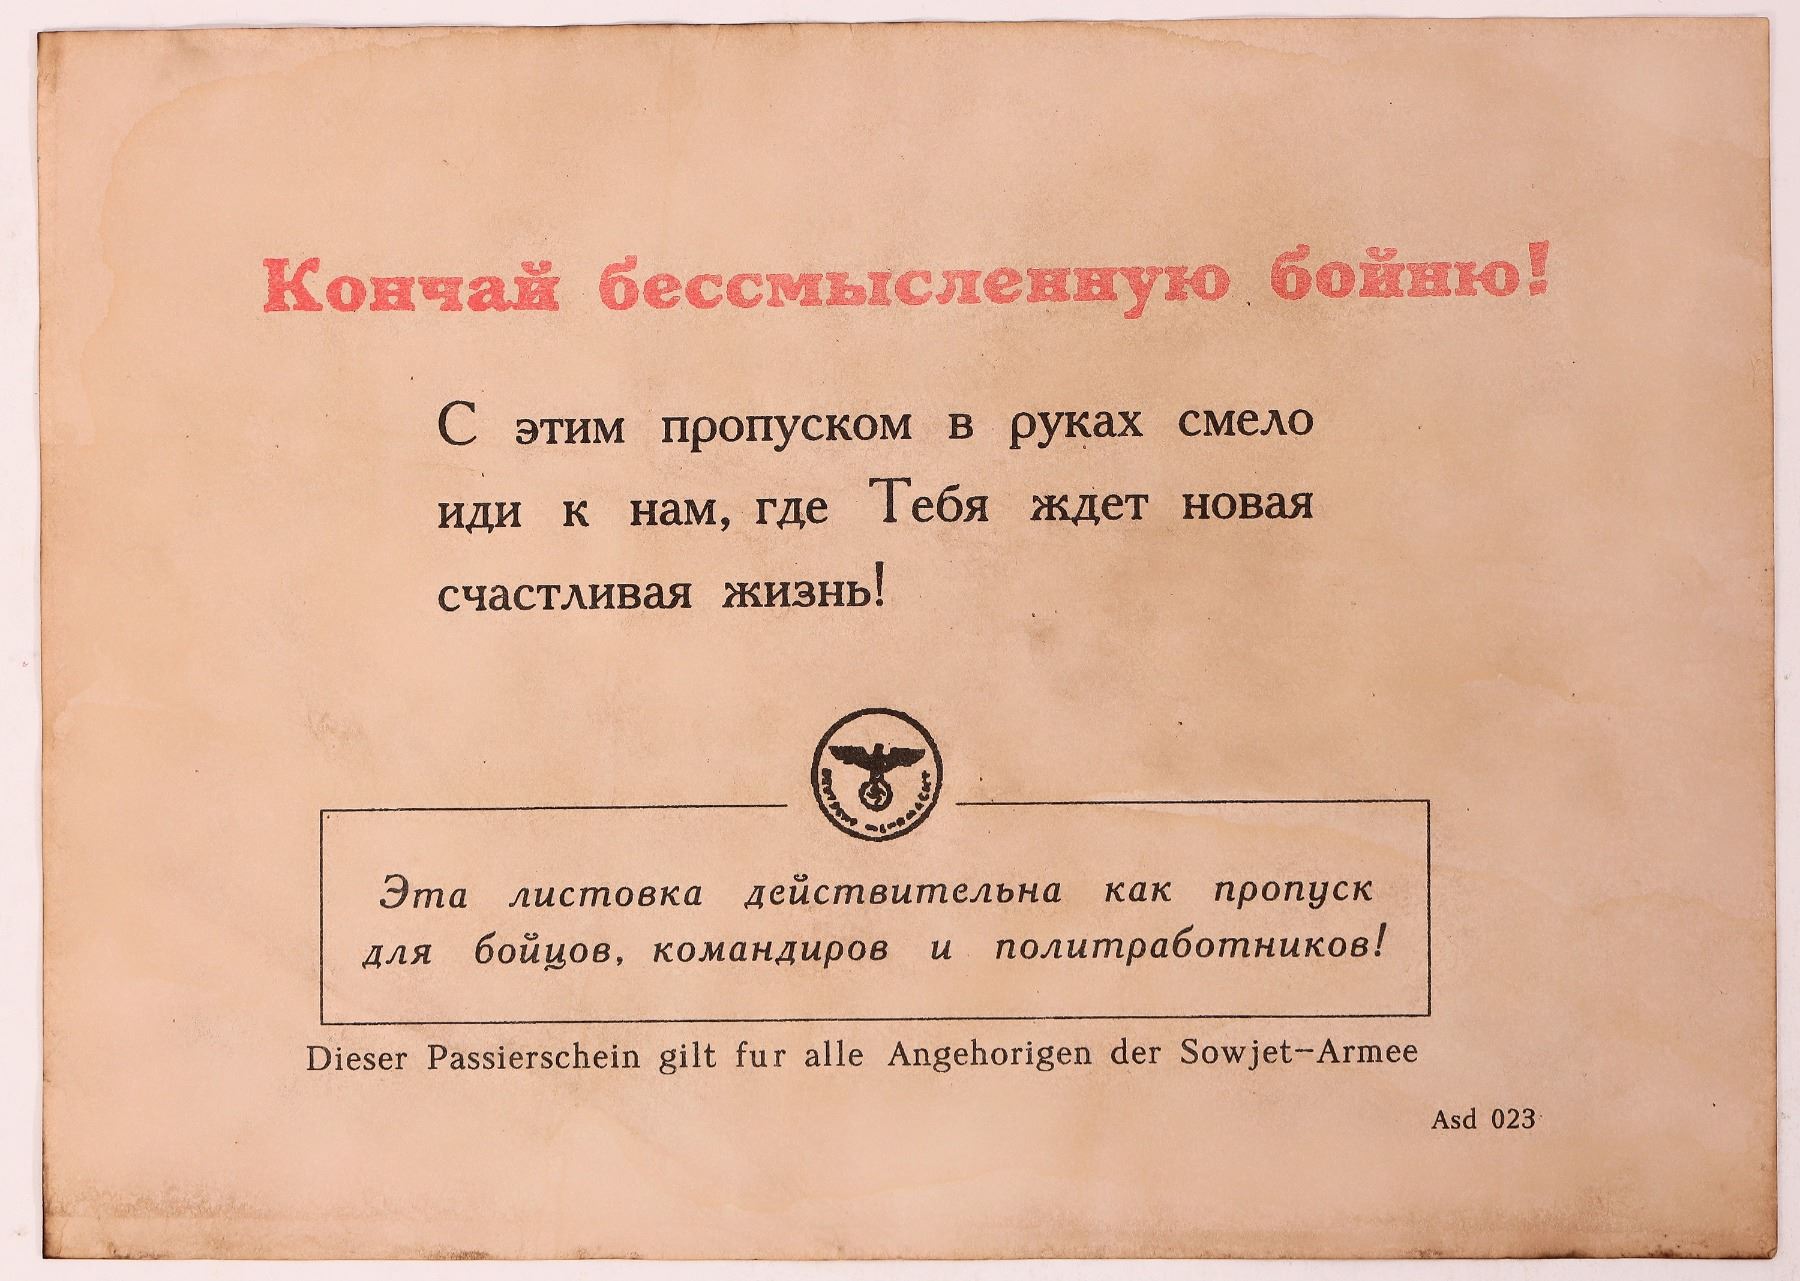 Кончай бессмысленную бойню!
С этим пропуском в руках смело
иди к нам, где Тебя ждет новая
счастливая жизнь!
Эта листовка действительна как пропуск
для бойцов, командиров и политработников!
Dieser Passierschein gilt fur alle Angehorigen der Sowjet-Armee
Asd 023